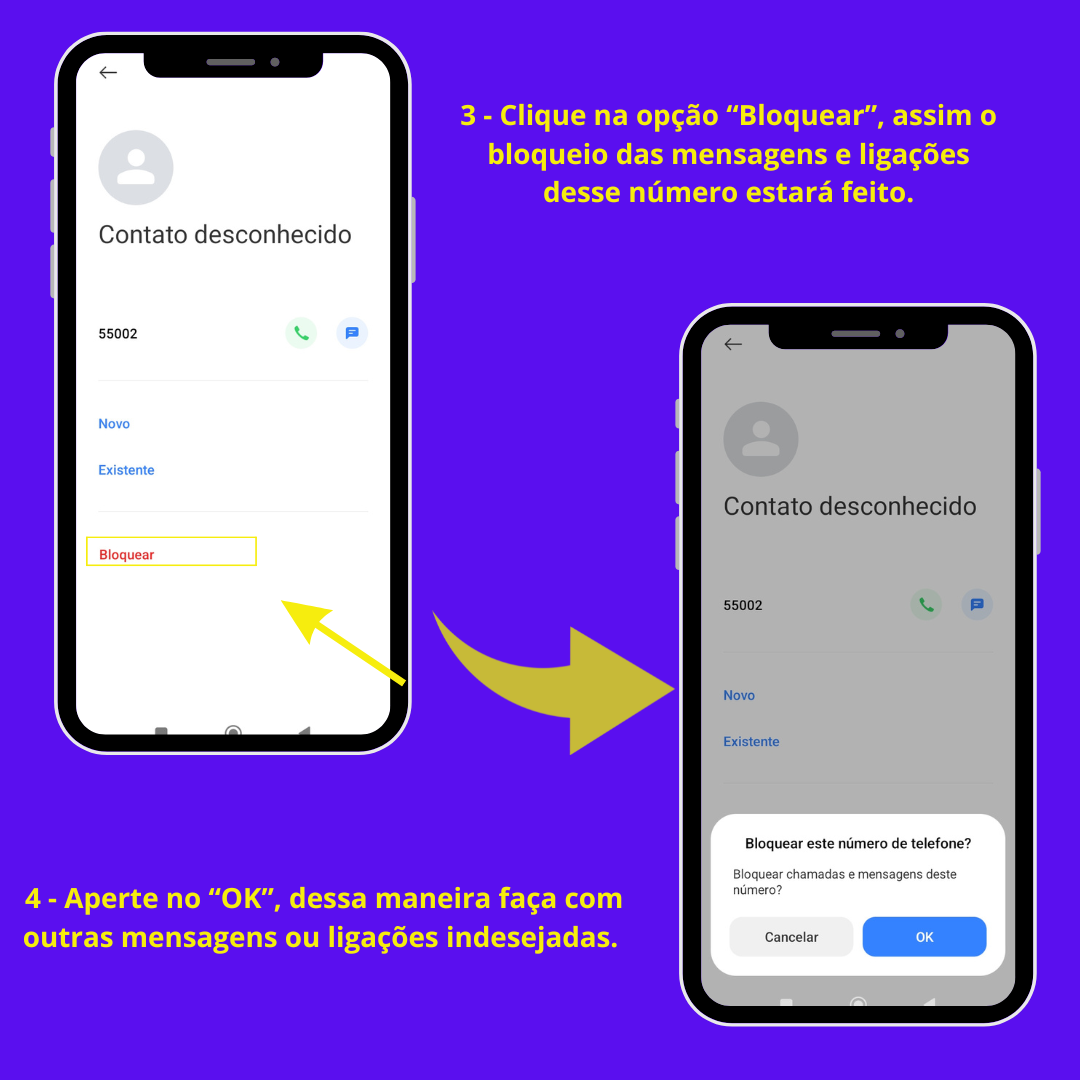 Contato desconhecido
55002
Novo
Existente
Bloquear
3 - Clique na opção “Bloquear”, assim o
bloqueio das mensagens e ligações
desse número estará feito.
Contato desconhecido
55002
Novo
Existente
Bloquear este número de telefone?
Bloquear chamadas e mensagens deste
número?
Cancelar
OK
4 - Aperte no “OK”, dessa maneira faça com
outras mensagens ou ligações indesejadas.